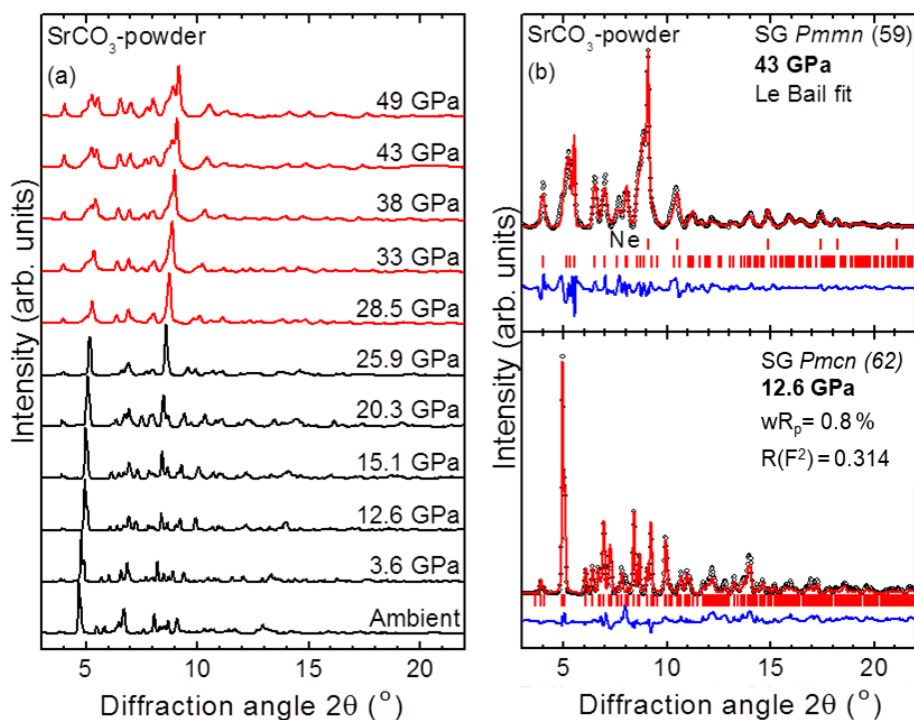 SrCO₃-powder
(a)
49 GPa
43 GPa
38 GPa
33 GPa
28.5 GPa
25.9 GPa
20.3 GPa
15.1 GPa
12.6 GPa
3.6 GPa
Ambient
Intensity (arb. units)
5 10 15 20
Diffraction angle 2θ (°)
SrCO₃-powder SG Pmmn (59)
(b) 43 GPa
Le Bail fit
Ne
SG Pmcn (62)
12.6 GPa
wRₚ= 0.8 %
R(F²) = 0.314
Intensity (arb. units)
5 10 15 20
Diffraction angle 2θ (°)